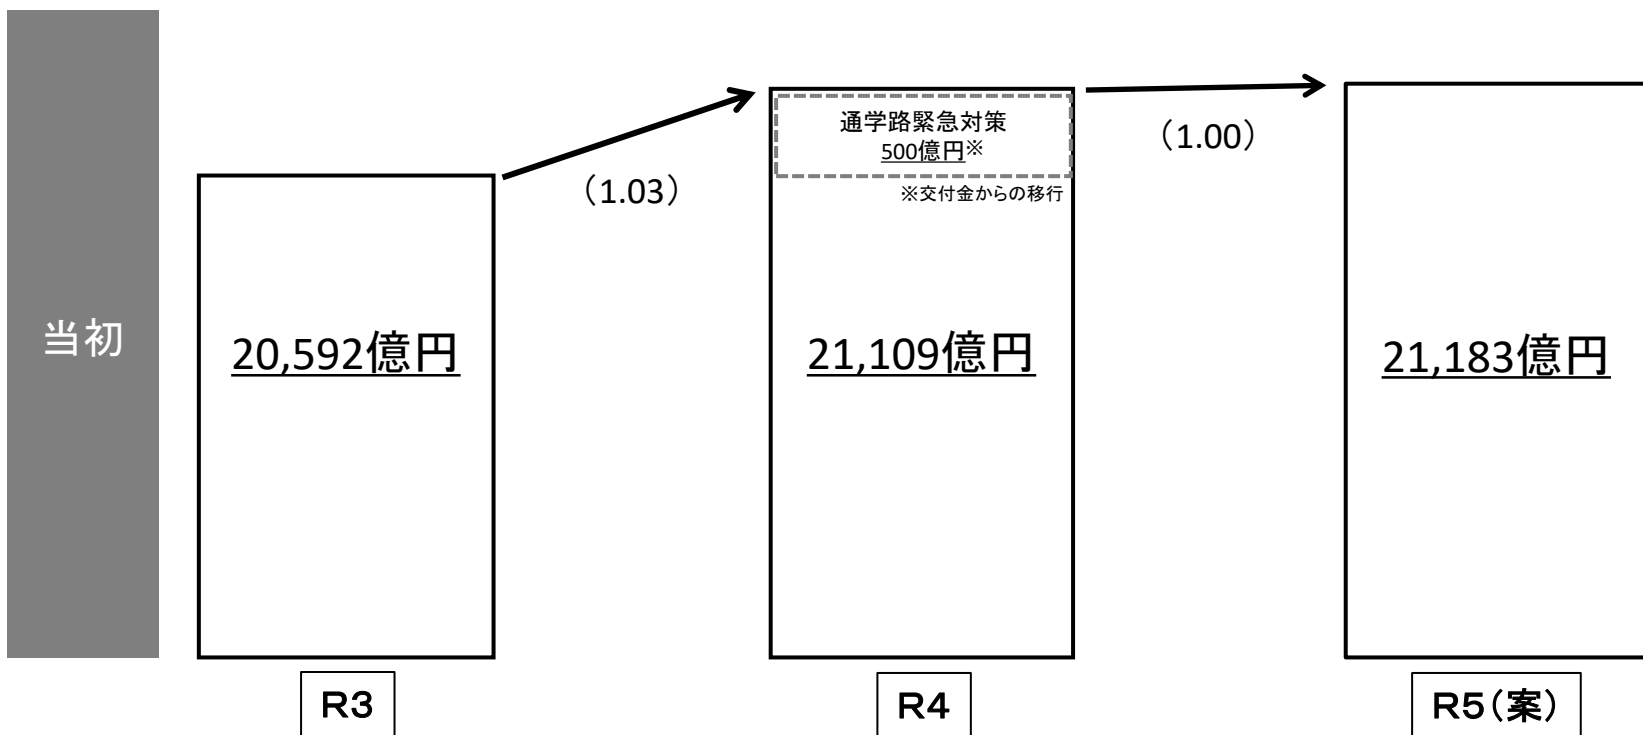 当初
通学路緊急対策
500億円※
※交付金からの移行
（1.03）
（1.00）
20,592億円
21,109億円
21,183億円
R3
R4
R5（案）